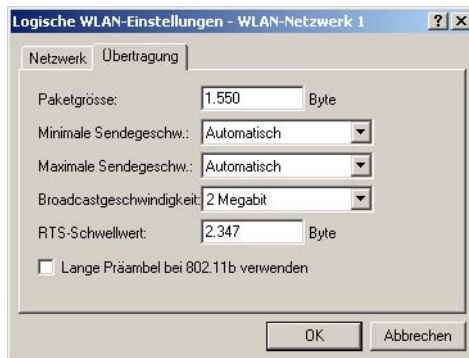 Logische WLAN-Einstellungen - WLAN-Netzwerk 1
Netzwerk Übertragung
Paketgrösse: 1.550 Byte
Minimale Sendegeschw.: Automatisch
Maximale Sendegeschw.: Automatisch
Broadcastgeschwindigkeit: 2 Megabit
RTS-Schwellwert: 2.347 Byte
Lange Präambel bei 802.11b verwenden
OK Abbrechen